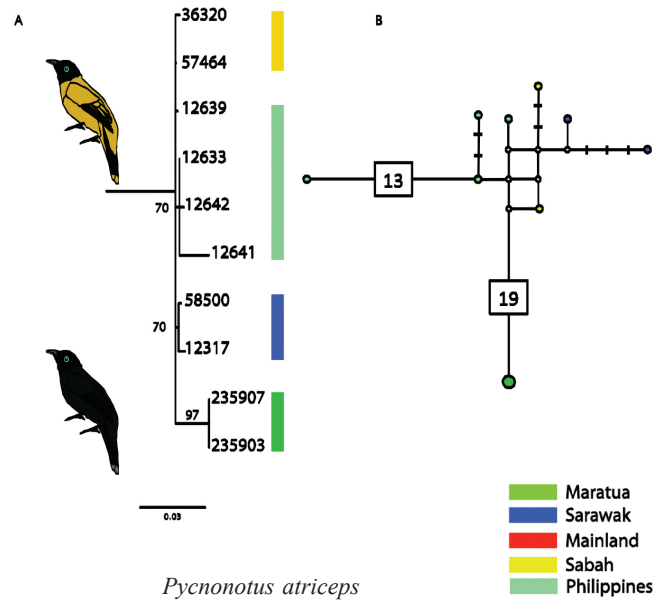 A
B
36320
57464
12639
12633
12642
70
12641
58500
70
12317
235907
97
235903
0.03
13
19
Maratua
Sarawak
Mainland
Sabah
Philippines
Pycnonotus atriceps